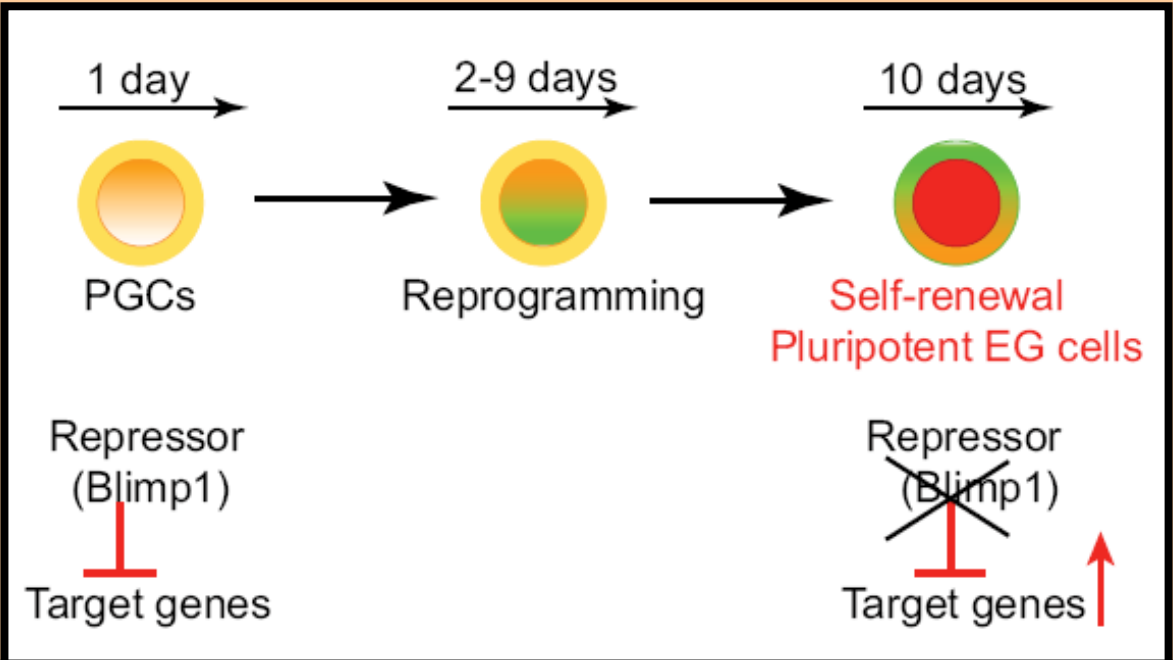 1 day
2-9 days
10 days
PGCs
Reprogramming
Self-renewal
Pluripotent EG cells
Repressor
(Blimp1)
Target genes
Repressor
(Blimp1)
Target genes